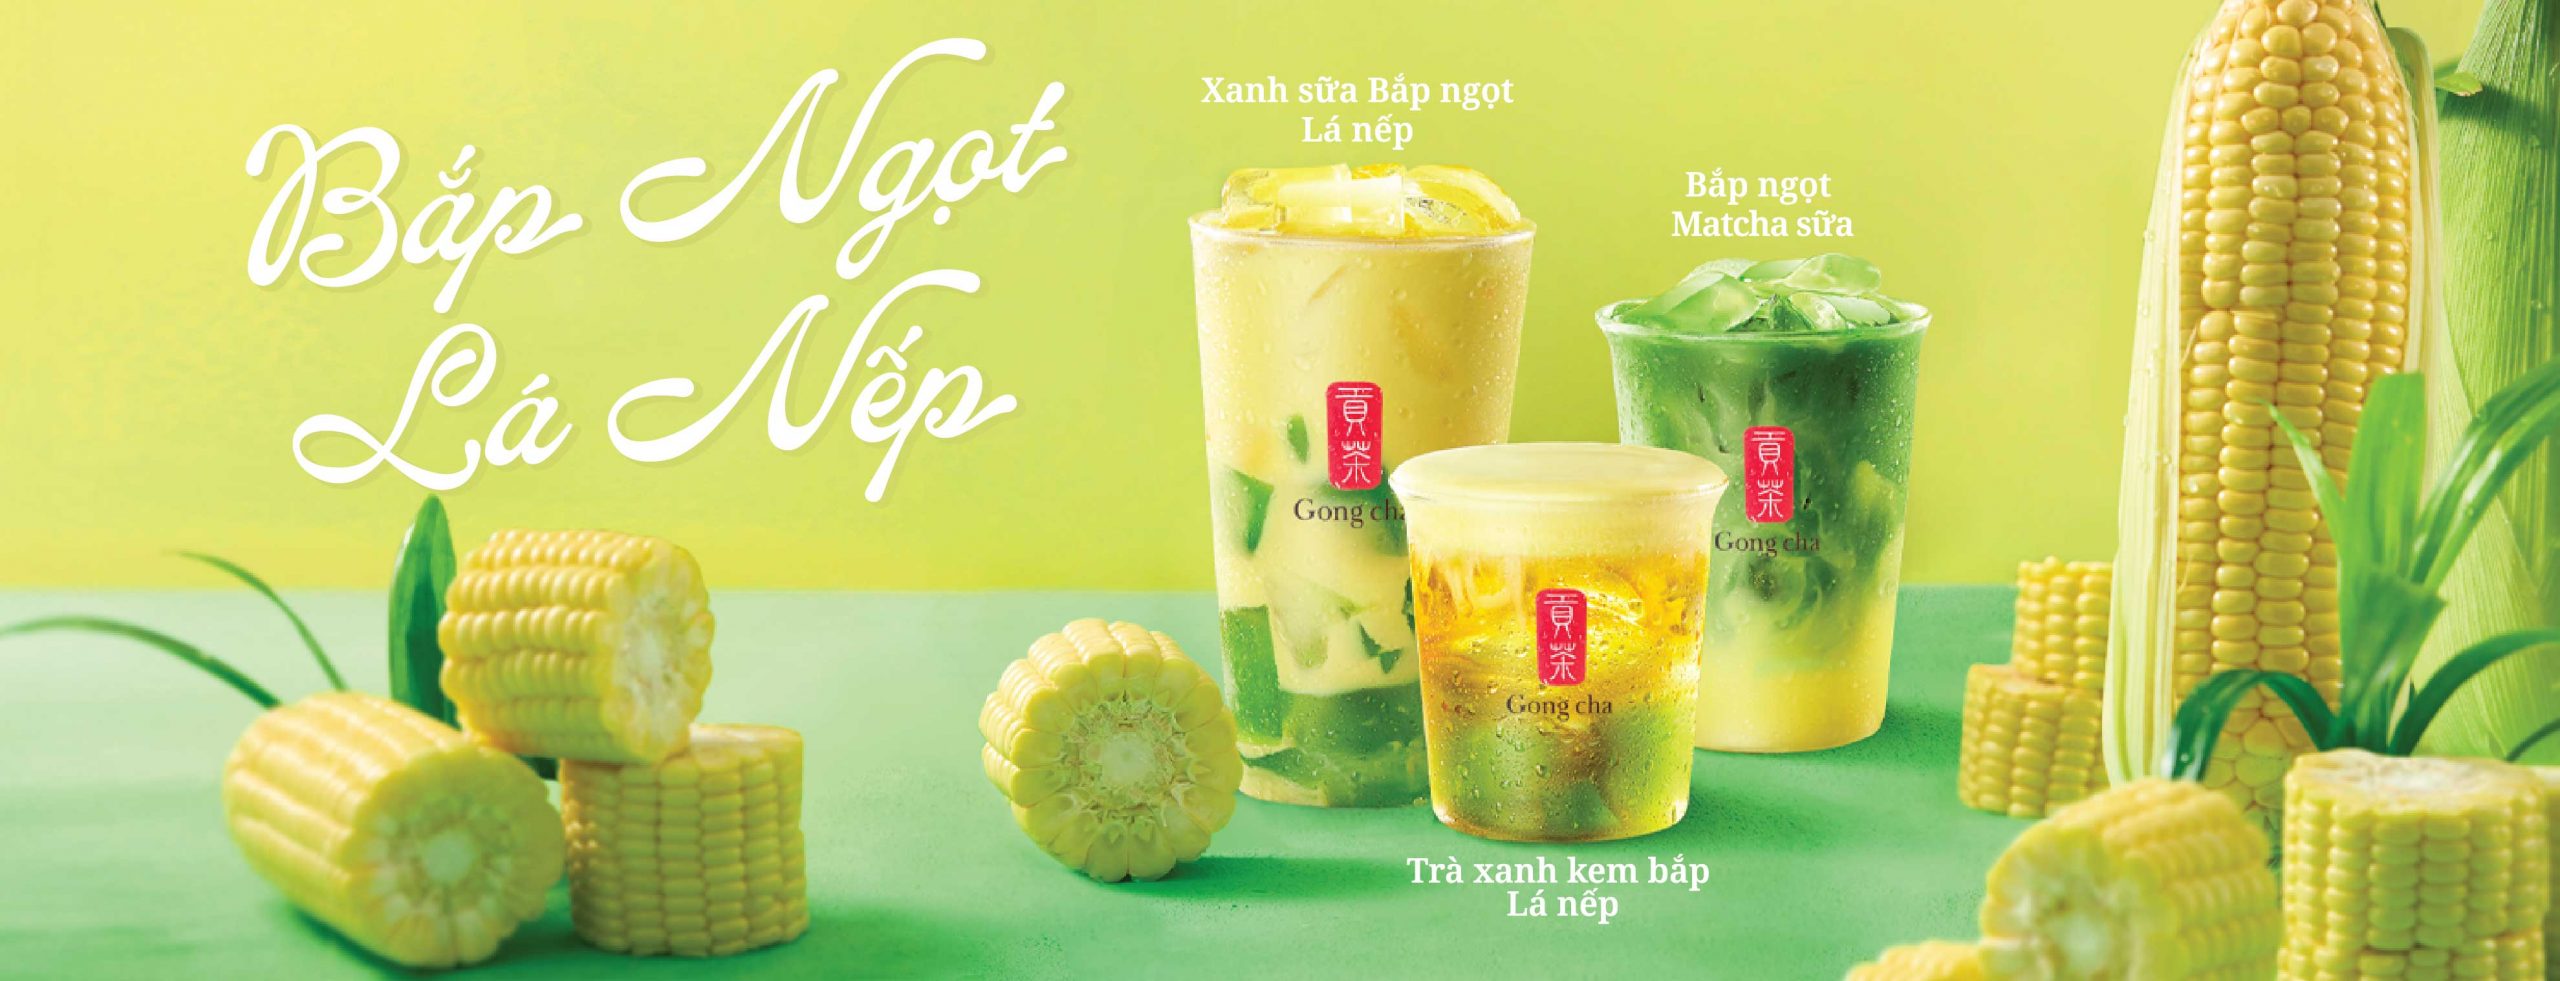 Bắp Ngọt
Lá Nếp
Xanh sữa Bắp ngọt
Lá nếp
Bắp ngọt
Matcha sữa
貢茶
Gong cha
貢茶
Gong cha
貢茶
Gong cha
Trà xanh kem bắp
Lá nếp